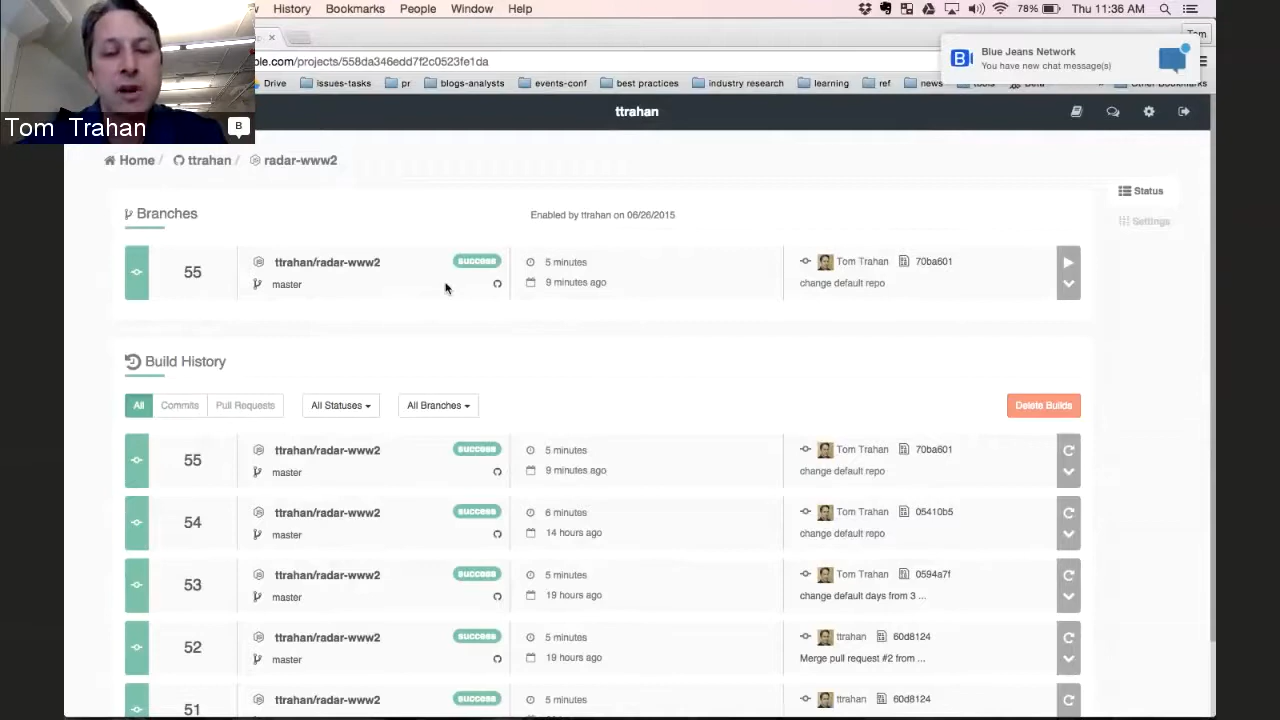 History Bookmarks People Window Help 78% Thu 11:36 AM
Tom
Blue Jeans Network
You have new chat message(s)
ple.com/projects/558da346edd7f2c0523fe1da
Drive issues-tasks pr blogs-analysts events-conf best practices industry research learning ref news
Tom Trahan B
ttrahan
Home / ttrahan / radar-www2
Status
Settings
Branches Enabled by ttrahan on 06/26/2015
55 ttrahan/radar-www2 success 5 minutes Tom Trahan 70ba601
master 9 minutes ago change default repo
Build History
All Commits Pull Requests All Statuses All Branches Delete Builds
55 ttrahan/radar-www2 success 5 minutes Tom Trahan 70ba601
master 9 minutes ago change default repo
54 ttrahan/radar-www2 success 6 minutes Tom Trahan 05410b5
master 14 hours ago change default repo
53 ttrahan/radar-www2 success 5 minutes Tom Trahan 0594a7f
master 19 hours ago change default days from 3 ...
52 ttrahan/radar-www2 success 5 minutes ttrahan 60d8124
master 19 hours ago Merge pull request #2 from ...
51 ttrahan/radar-www2 success 5 minutes ttrahan 60d8124